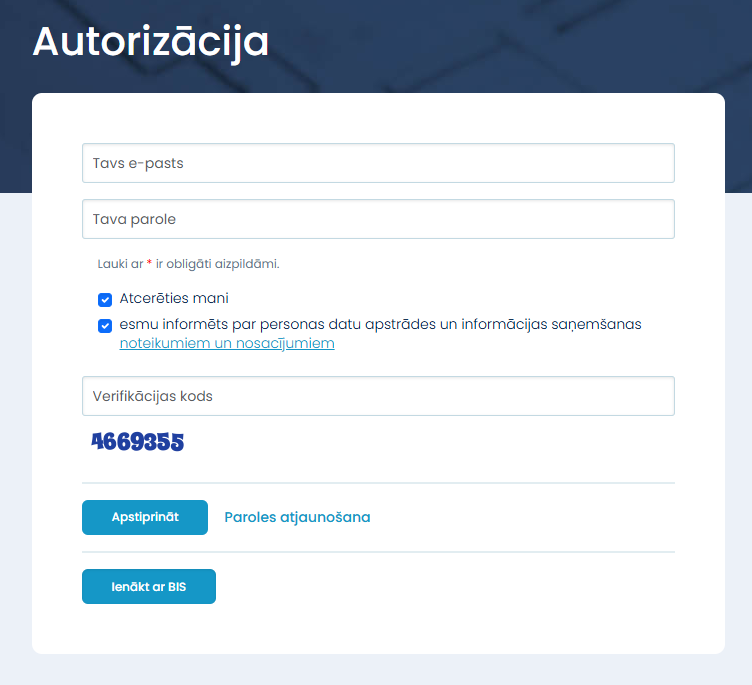 Autorizācija
Tavs e-pasts
Tava parole
Lauki ar * ir obligāti aizpildāmi.
Atcerēties mani
esmu informēts par personas datu apstrādes un informācijas saņemšanas
noteikumiem un nosacījumiem
Verifikācijas kods
4669355
Apstiprināt Paroles atjaunošana
Ienākt ar BIS